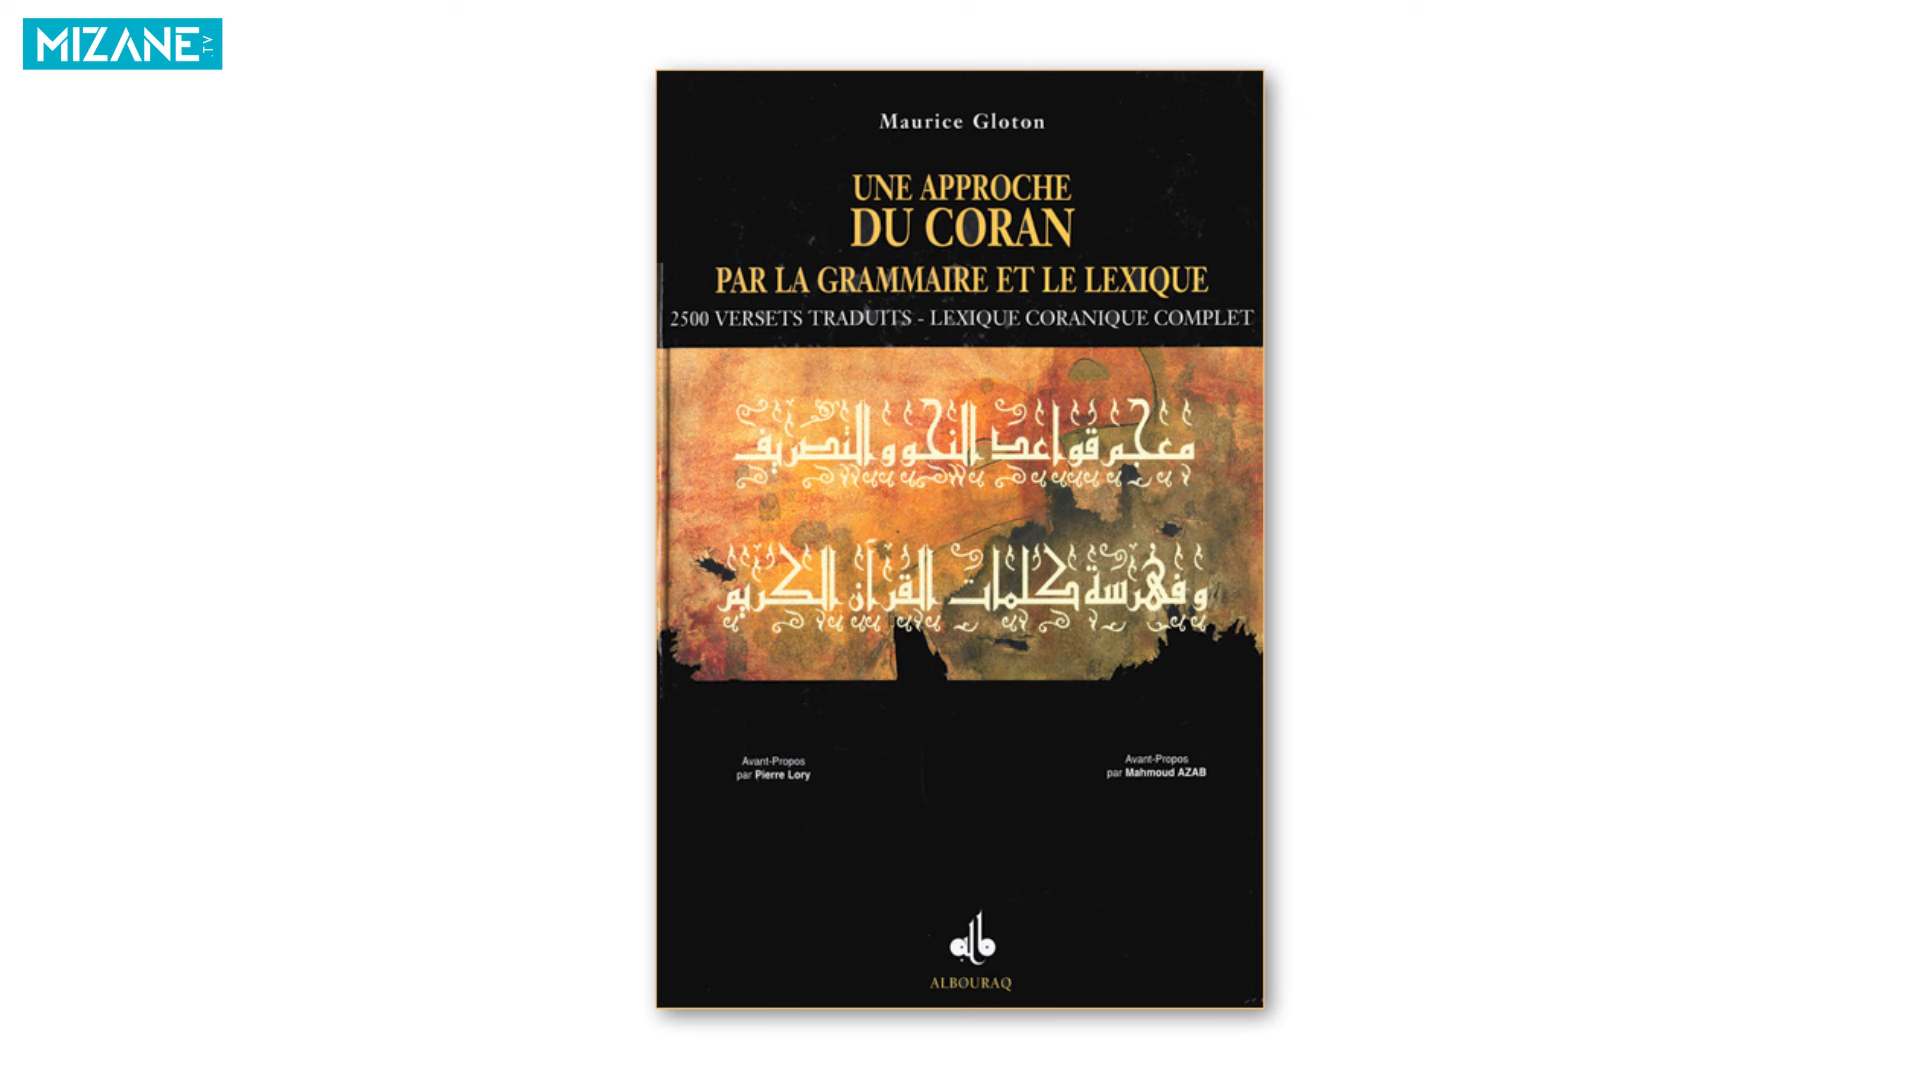 MIZANE.TV
Maurice Gloton
UNE APPROCHE
DU CORAN
PAR LA GRAMMAIRE ET LE LEXIQUE
2500 VERSETS TRADUITS - LEXIQUE CORANIQUE COMPLET
معجم قواعد النحو والتصريف
وفهرسة كلمات القرآن الكريم
Avant-Propos
par Pierre Lory
Avant-Propos
par Mahmoud AZAB
ALBOURAQ